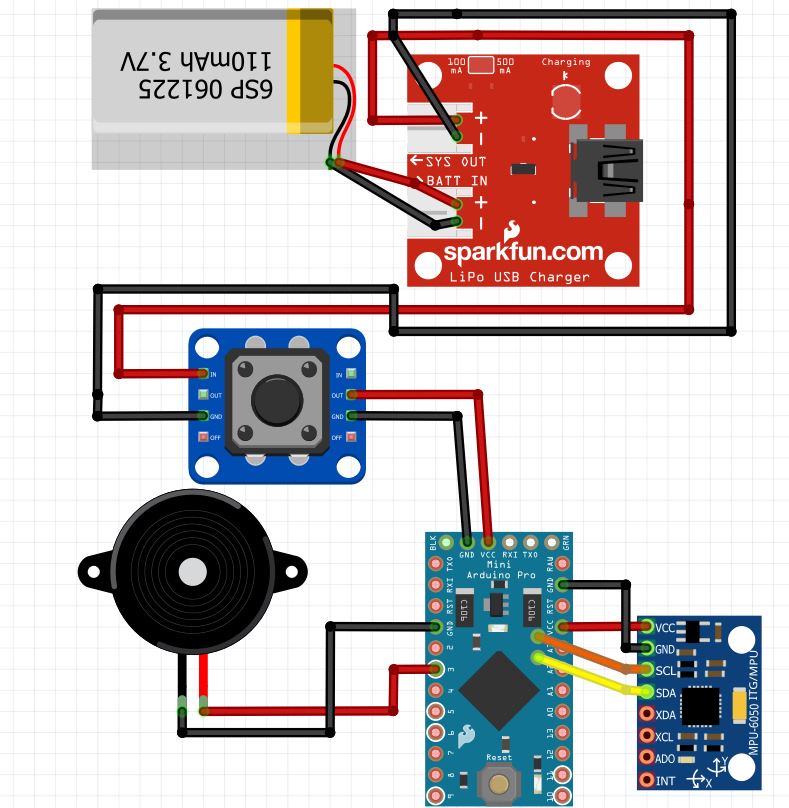 6SP 061225
110mAh 3.7V
100
mA
500
mA
Charging
+
-
←SYS OUT
BATT IN
+
-
sparkfun.com
LiPo USB Charger
IN
OUT
GND
OFF
IN
OUT
GND
OFF
BLK
GND
VCC
RXI
TXO
GRN
Mini
Arduino Pro
TXO
RXI
RST
GND
2
3
4
5
6
7
8
9
RAW
GND
RST
VCC
A1
A0
13
12
11
10
Reset
VCC
GND
SCL
SDA
XDA
XCL
ADO
INT
MPU-6050 ITG/MPU
X
Y